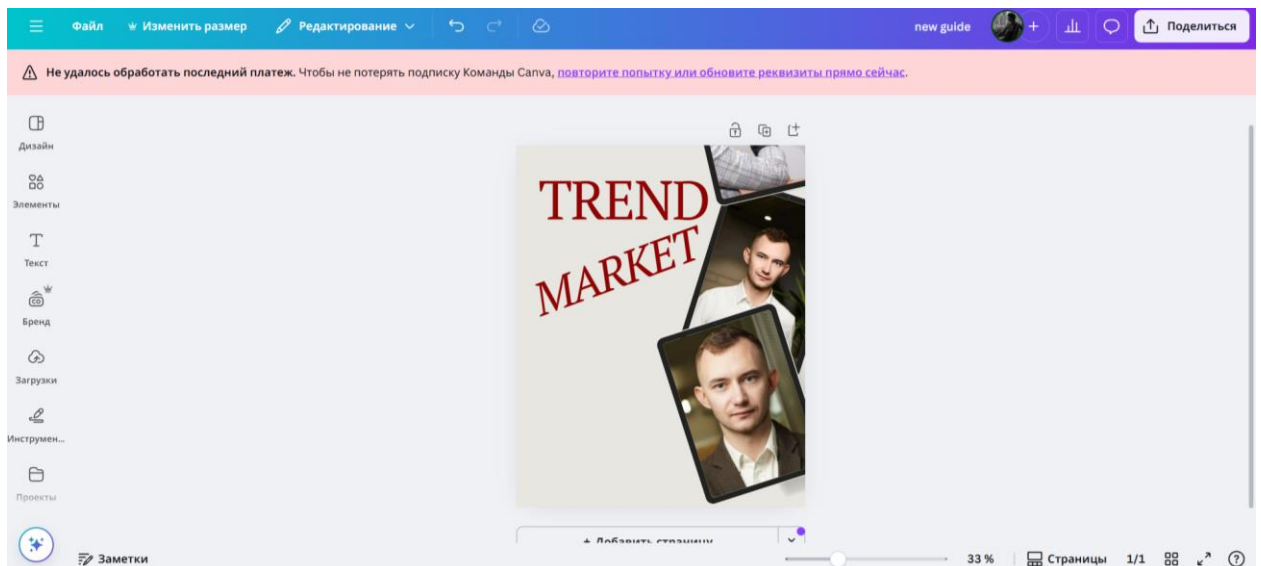 Файл Изменить размер Редактирование new guide Поделиться
Не удалось обработать последний платеж. Чтобы не потерять подписку Команды Canva, повторите попытку или обновите реквизиты прямо сейчас.
Дизайн
Элементы
Текст
Бренд
Загрузки
Инструмен...
Проекты
TREND
MARKET
+ Добавить страницу
Заметки 33 % Страницы 1/1